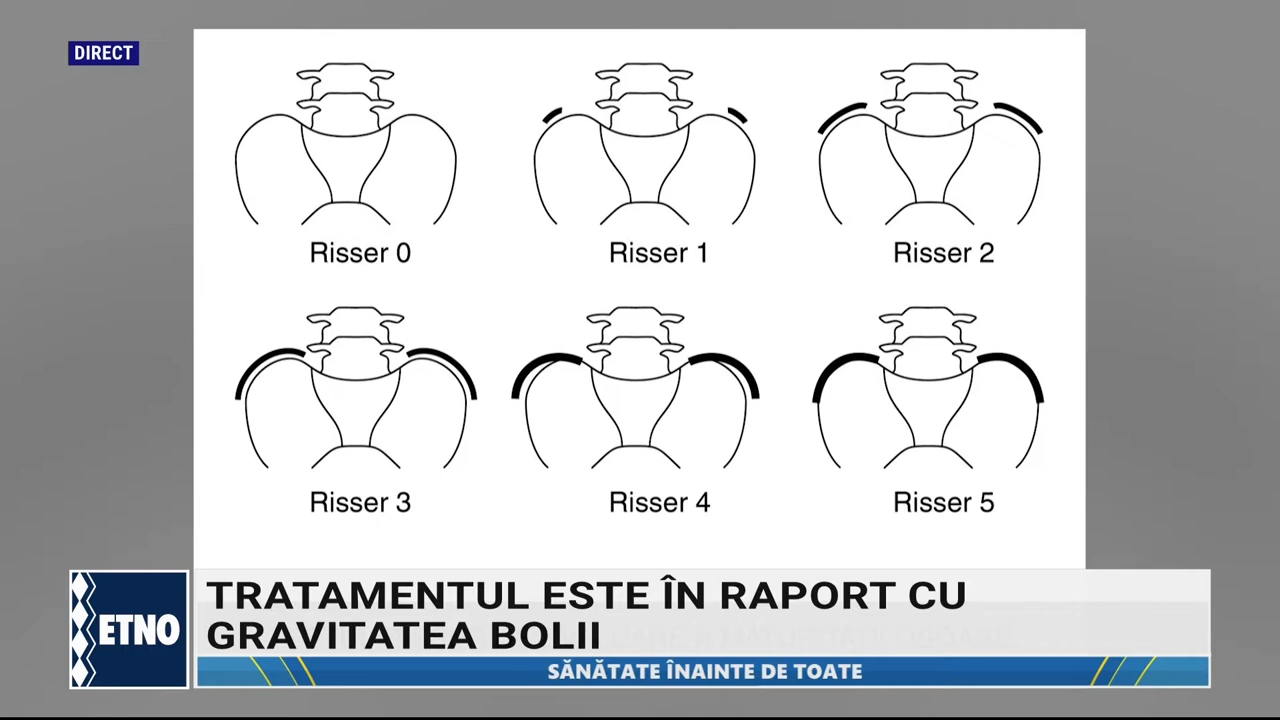 DIRECT
Risser 0
Risser 1
Risser 2
Risser 3
Risser 4
Risser 5
TRATAMENTUL ESTE ÎN RAPORT CU
GRAVITATEA BOLII
ETNO
SĂNĂTATE ÎNAINTE DE TOATE